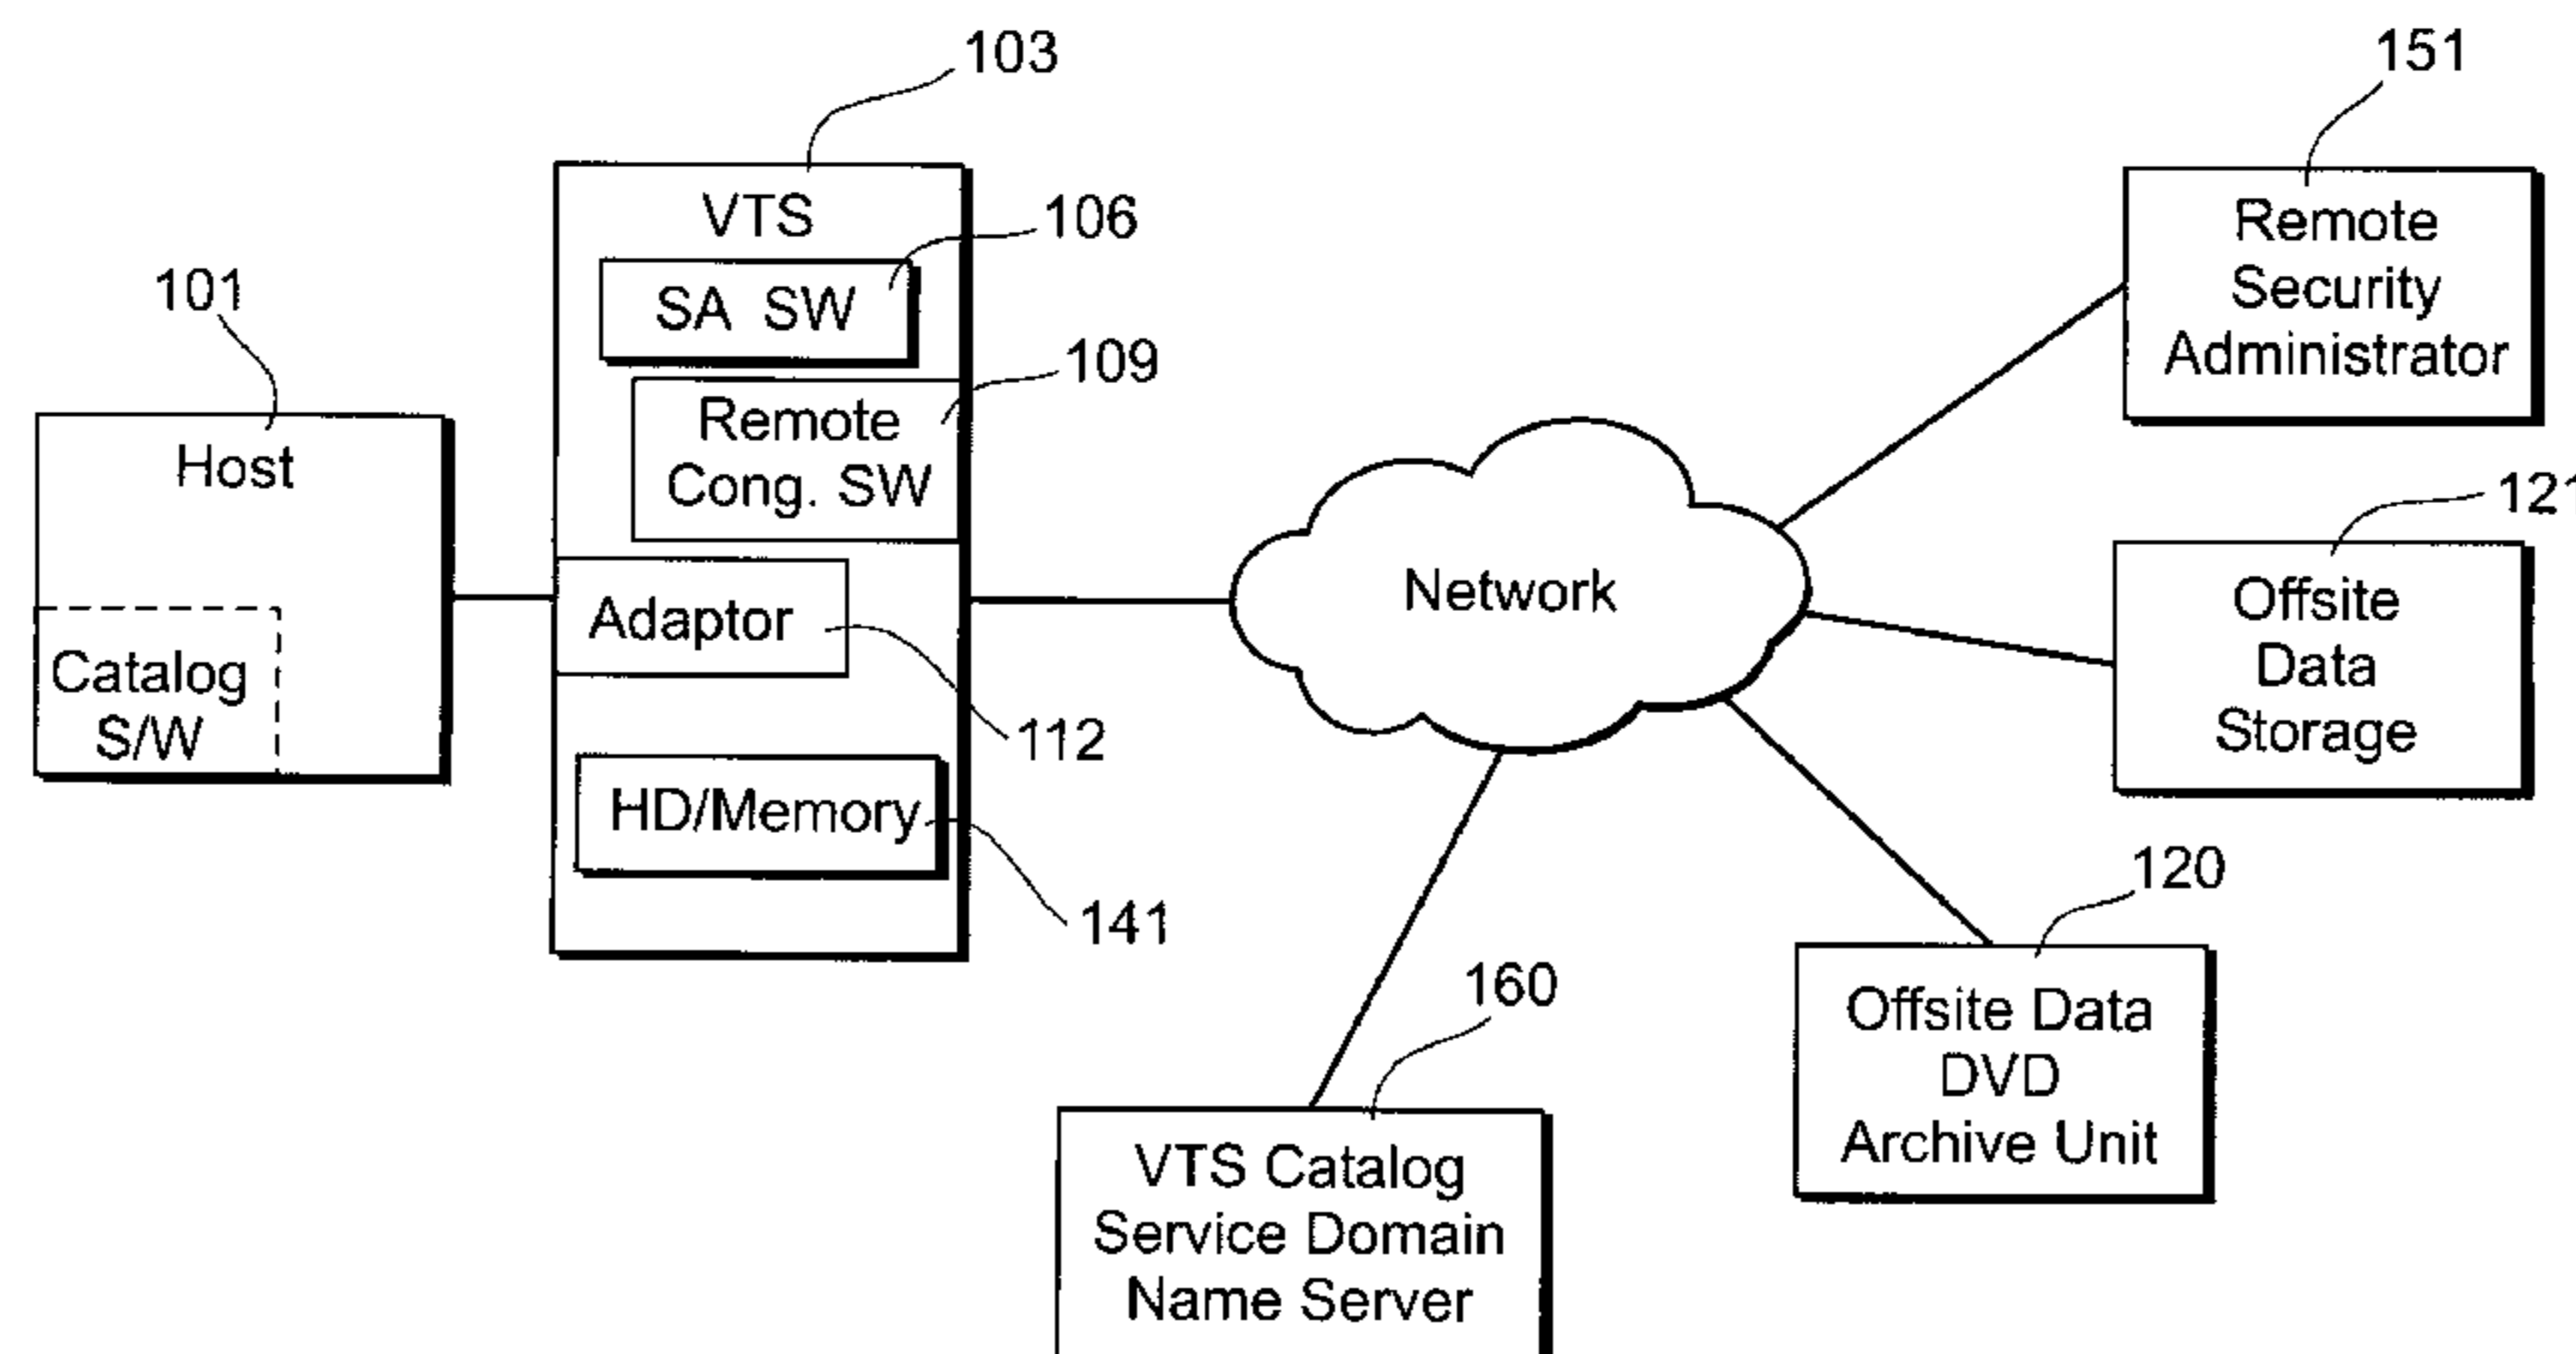 103
151
VTS
106
Remote
Security
Administrator
101
SA SW
109
Host
Remote
Cong. SW
121
Network
Offsite
Data
Storage
Adaptor
Catalog
S/W
112
HD/Memory
120
141
160
Offsite Data
DVD
Archive Unit
VTS Catalog
Service Domain
Name Server